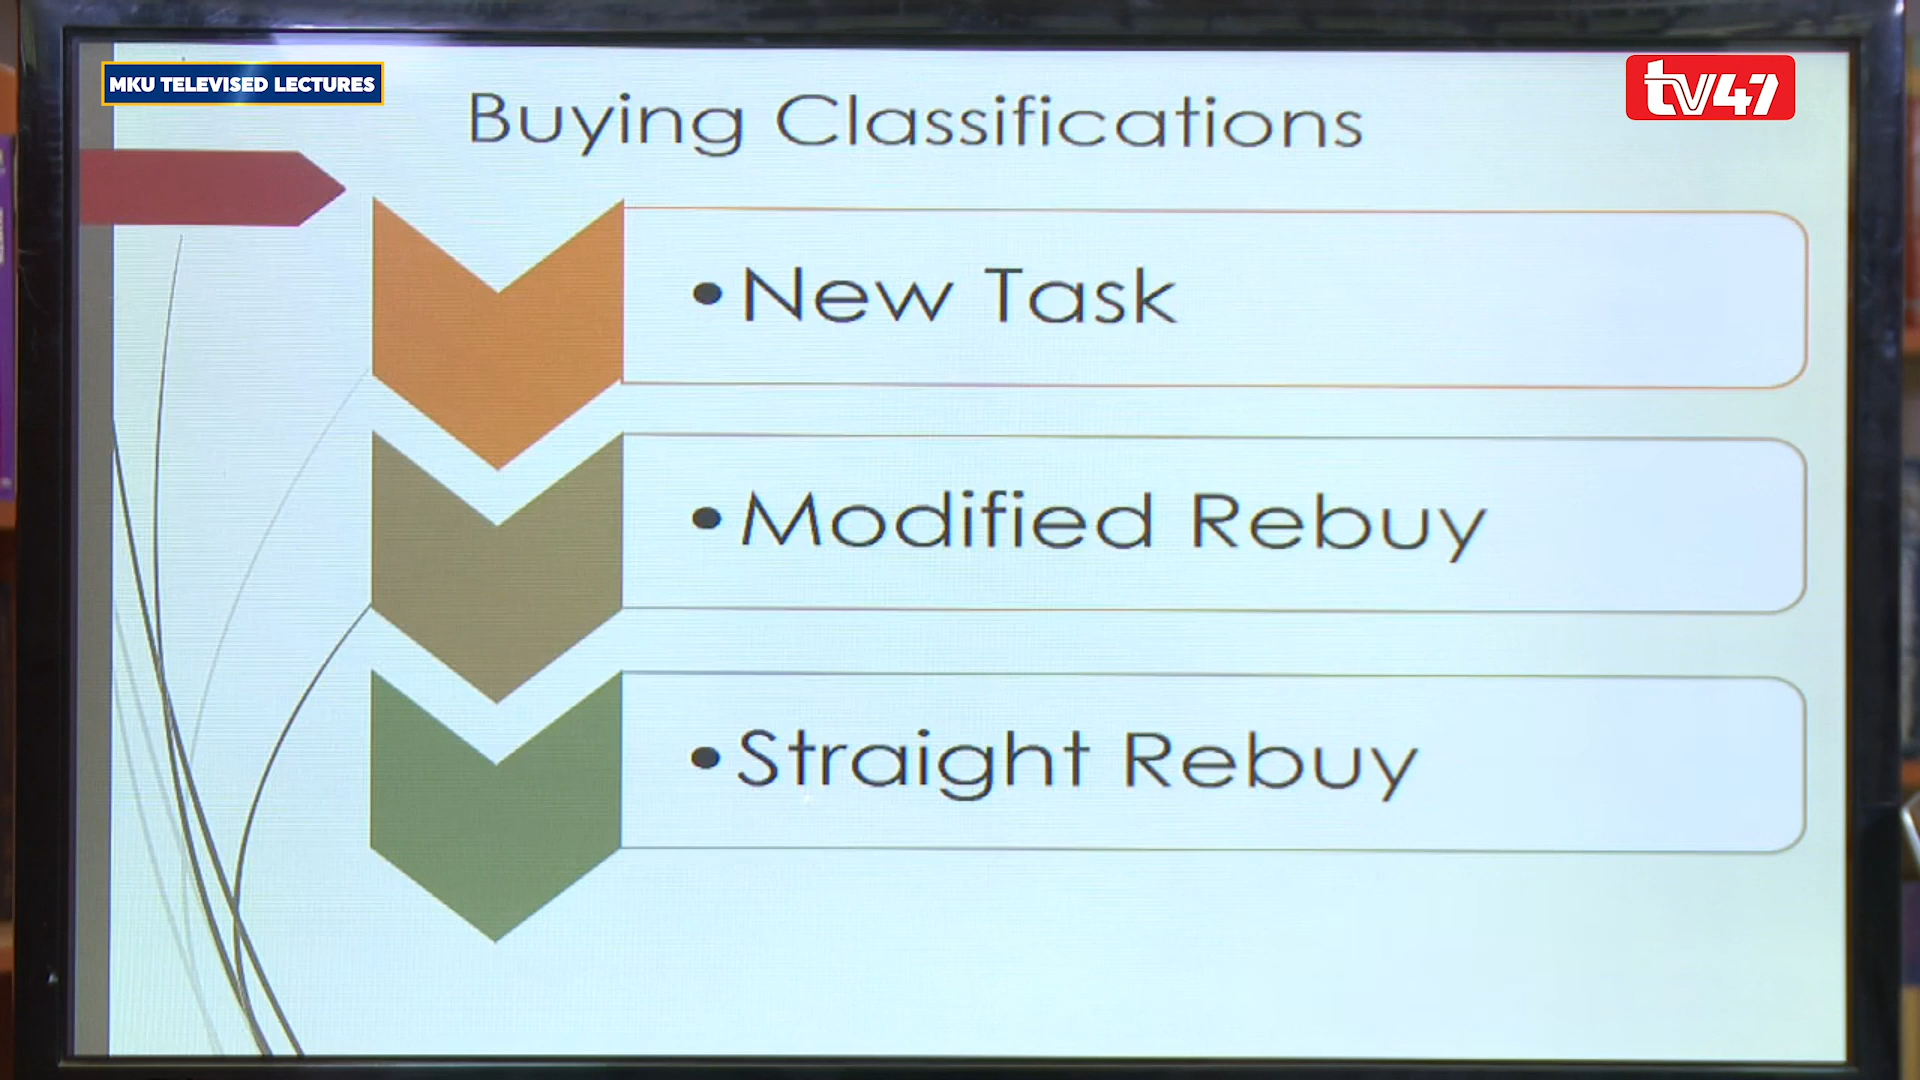 MKU TELEVISED LECTURES
tv47
Buying Classifications
•New Task
•Modified Rebuy
•Straight Rebuy